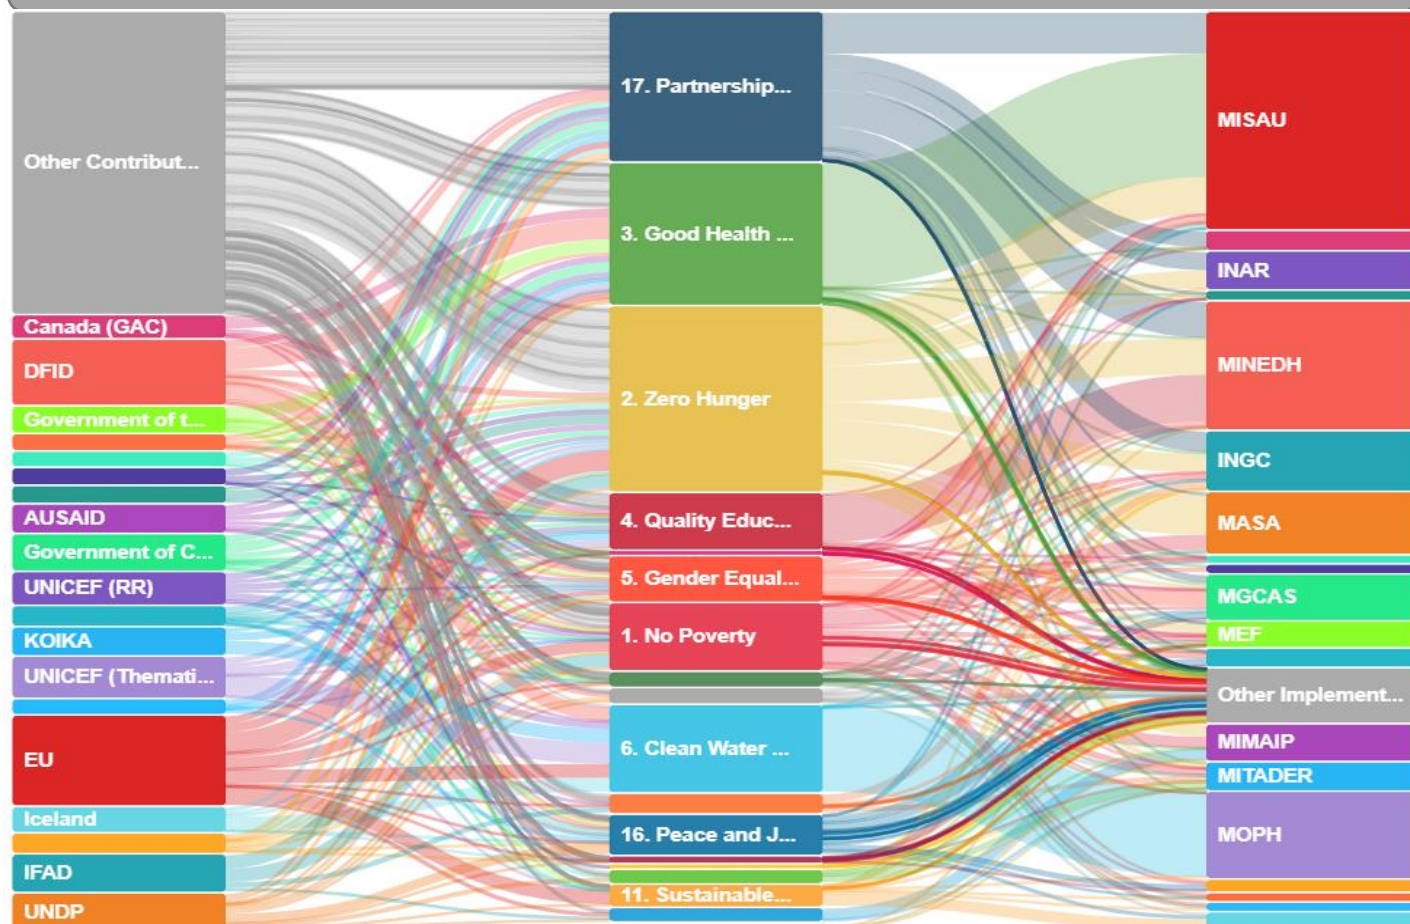 Other Contribut...
Canada (GAC)
DFID
Government of t...
AUSAID
Government of C...
UNICEF (RR)
KOIKA
UNICEF (Themati...
EU
Iceland
IFAD
UNDP
17. Partnership...
3. Good Health ...
2. Zero Hunger
4. Quality Educ...
5. Gender Equal...
1. No Poverty
6. Clean Water ...
16. Peace and J...
11. Sustainable...
MISAU
INAR
MINEDH
INGC
MASA
MGCAS
MEF
Other Implement...
MIMAIP
MITADER
MOPH